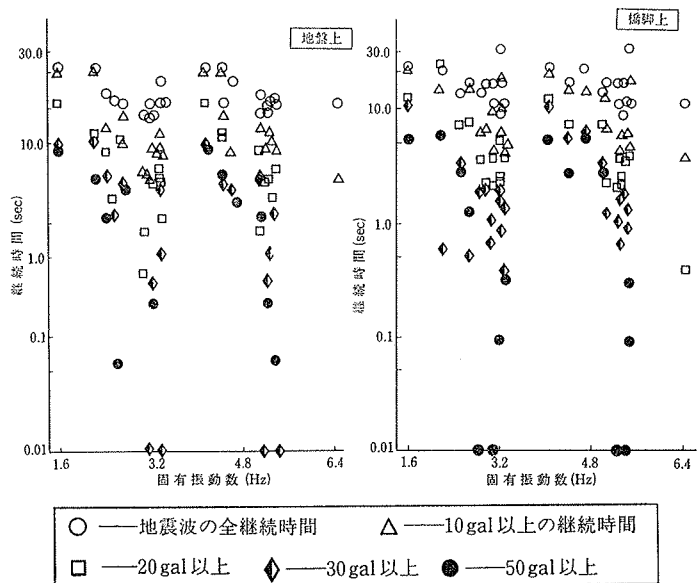 地盤上
30.0
10.0
1.0
0.1
0.01
継続時間 (sec)
1.6
3.2
4.8
6.4
固有振動数 (Hz)
橋脚上
30.0
10.0
1.0
0.1
0.01
継続時間 (sec)
1.6
3.2
4.8
6.4
固有振動数 (Hz)
地震波の全継続時間
10gal以上の継続時間
20gal以上
30gal以上
50gal以上